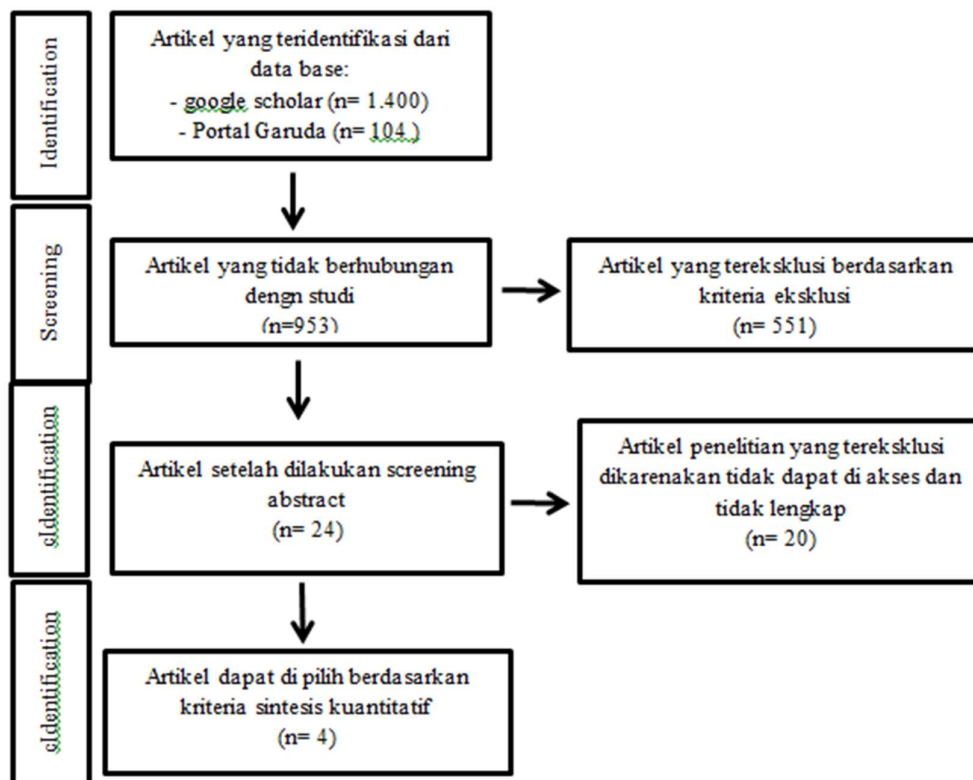 Identification
Artikel yang teridentifikasi dari
data base:
- google scholar (n= 1.400)
- Portal Garuda (n= 104 )
Screening
Artikel yang tidak berhubungan
dengn studi
(n=953)
Artikel yang tereksklusi berdasarkan
kriteria eksklusi
(n= 551)
cIdentification
Artikel setelah dilakukan screening
abstract
(n= 24)
Artikel penelitian yang tereksklusi
dikarenakan tidak dapat di akses dan
tidak lengkap
(n= 20)
cIdentification
Artikel dapat di pilih berdasarkan
kriteria sintesis kuantitatif
(n= 4)